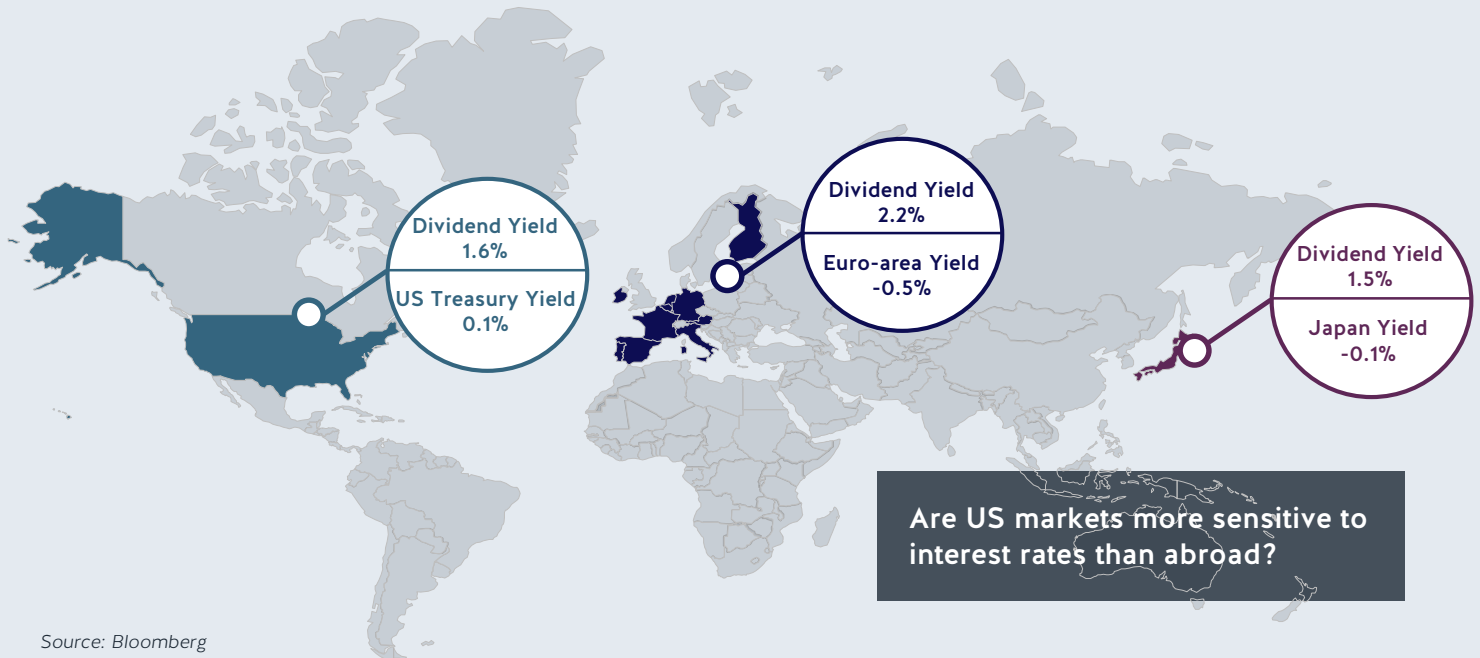 Dividend Yield
1.6%
US Treasury Yield
0.1%
Dividend Yield
2.2%
Euro-area Yield
-0.5%
Dividend Yield
1.5%
Japan Yield
-0.1%
Are US markets more sensitive to
interest rates than abroad?
Source: Bloomberg